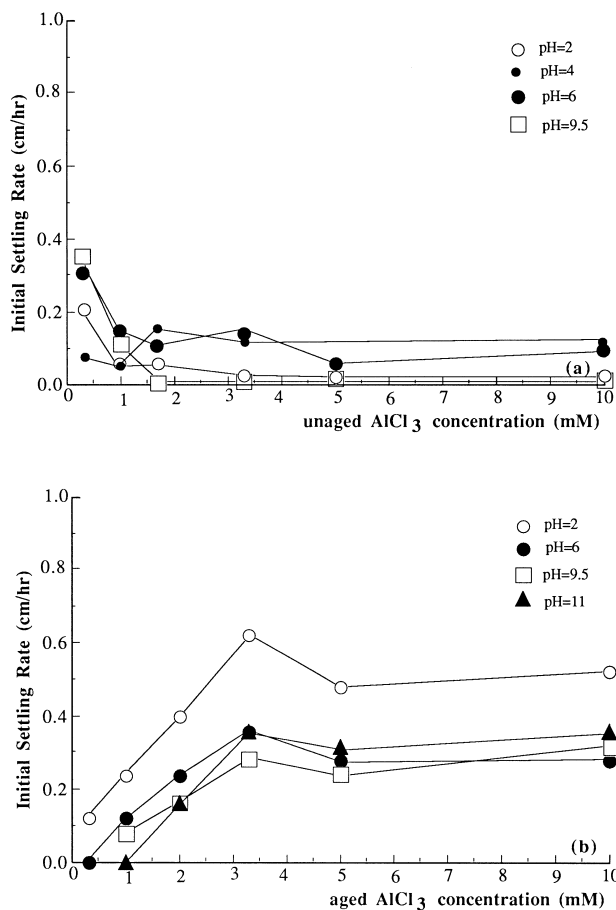 1.0
0.8
0.6
0.4
0.2
0.0
Initial Settling Rate (cm/hr)
pH=2
pH=4
pH=6
pH=9.5
(a)
0 1 2 3 4 5 6 7 8 9 10
unaged AlCl 3 concentration (mM)
1.0
0.8
0.6
0.4
0.2
0.0
Initial Settling Rate (cm/hr)
pH=2
pH=6
pH=9.5
pH=11
(b)
0 1 2 3 4 5 6 7 8 9 10
aged AlCl 3 concentration (mM)